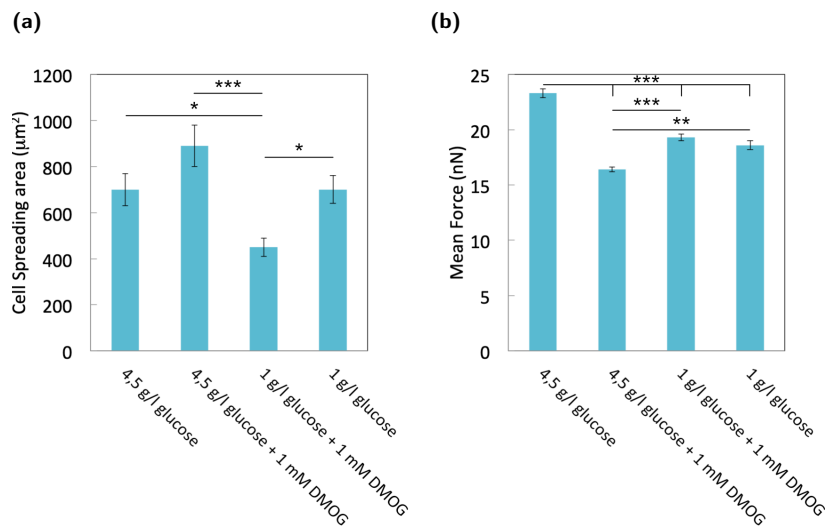 (a)
(b)
Cell Spreading area (μm²)
1200
1000
800
600
400
200
0
***
*
*
4,5 g/l glucose
4,5 g/l glucose + 1 mM DMOG
1 g/l glucose + 1 mM DMOG
1 g/l glucose
Mean Force (nN)
25
20
15
10
5
0
***
***
**
4,5 g/l glucose
4,5 g/l glucose + 1 mM DMOG
1 g/l glucose + 1 mM DMOG
1 g/l glucose